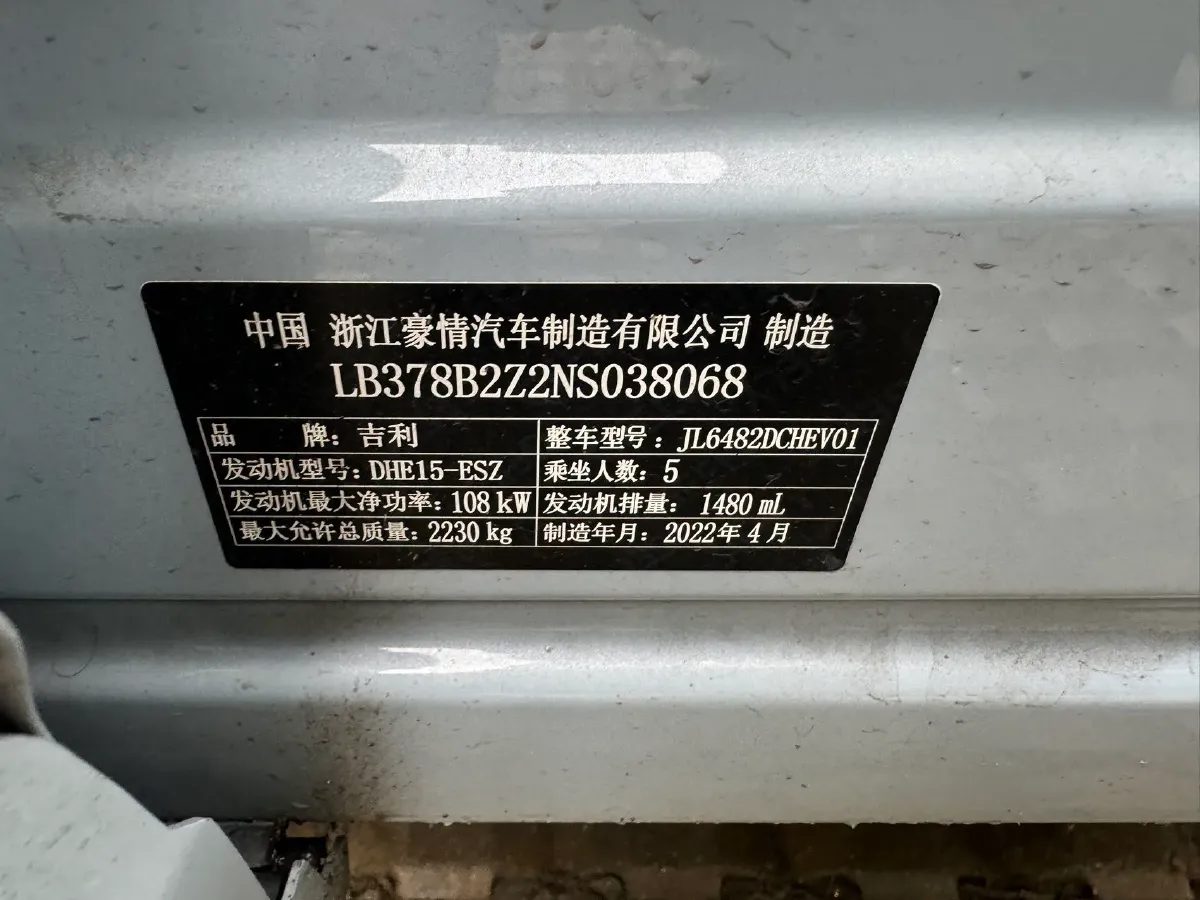 中国 浙江豪情汽车制造有限公司 制造
LB378B2Z2NS038068
品 牌：吉利 整车型号：JL6482DCHEV01
发动机型号：DHE15-ESZ 乘坐人数：5
发动机最大净功率：108 kW 发动机排量：1480 mL
最大允许总质量：2230 kg 制造年月：2022年 4 月